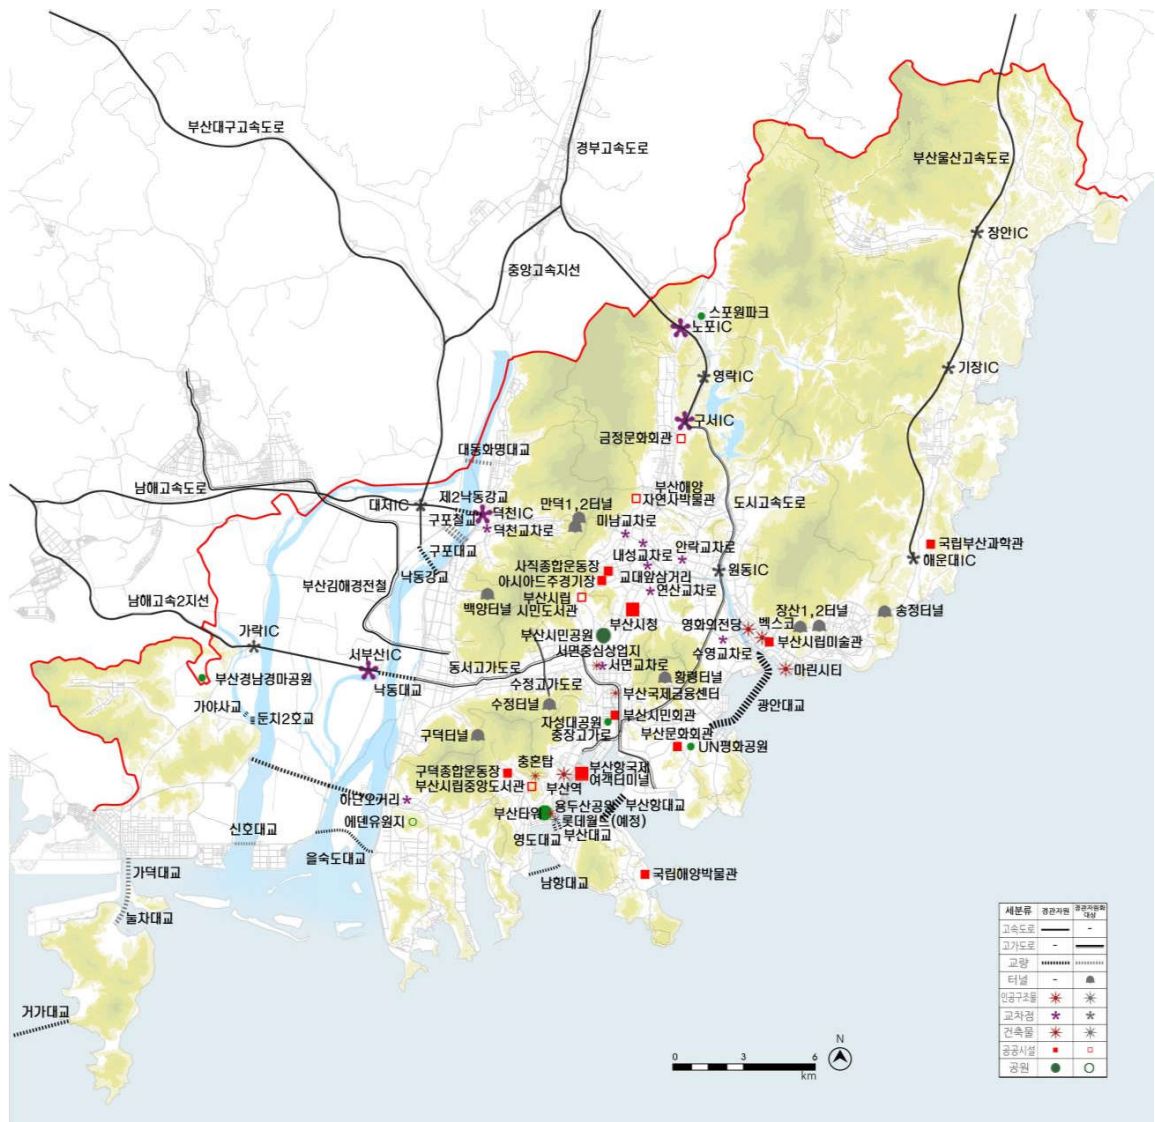 부산대구고속도로
경부고속도로
부산울산고속도로
장안IC
중앙고속지선
스포원파크
노포IC
기장IC
영락IC
구서IC
금정문화회관
대동화명대교
남해고속도로
제2낙동강교
부산해양
자연사박물관
도시고속도로
대저IC
덕천IC
만덕1,2터널
구포철교
덕천교차로
미남교차로
국립부산과학관
구포대교
내성교차로
안락교차로
해운대IC
사직종합운동장
원동IC
낙동강교
아시아드주경기장
교대앞삼거리
부산김해경전철
부산시립
시민도서관
연산교차로
남해고속2지선
백양터널
장산1,2터널
송정터널
부산시청
영화의전당
벡스코
가락IC
부산시민공원
부산시립미술관
서부산IC
서면중심상업지
수영교차로
동서고가도로
서면교차로
마린시티
부산경남경마공원
황령터널
낙동대교
수정고가도로
부산국제금융센터
가야사교
수정터널
광안대교
둔치2호교
자성대공원
부산시민회관
구덕터널
충장고가로
부산문화회관
UN평화공원
충혼탑
구덕종합운동장
부산항국제
여객터미널
부산시립중앙도서관
부산역
하단오거리
부산타워
용두산공원
부산항대교
에덴유원지
롯데월드(예정)
신호대교
영도대교
부산대교
을숙도대교
가덕대교
남항대교
국립해양박물관
눌차대교
거가대교
세분류 경관자원 경관자원화
대상
고속도로 -
고가도로 -
교량
터널 -
인공구조물
교차점
건축물
공공시설
공원
N
0 3 6
km